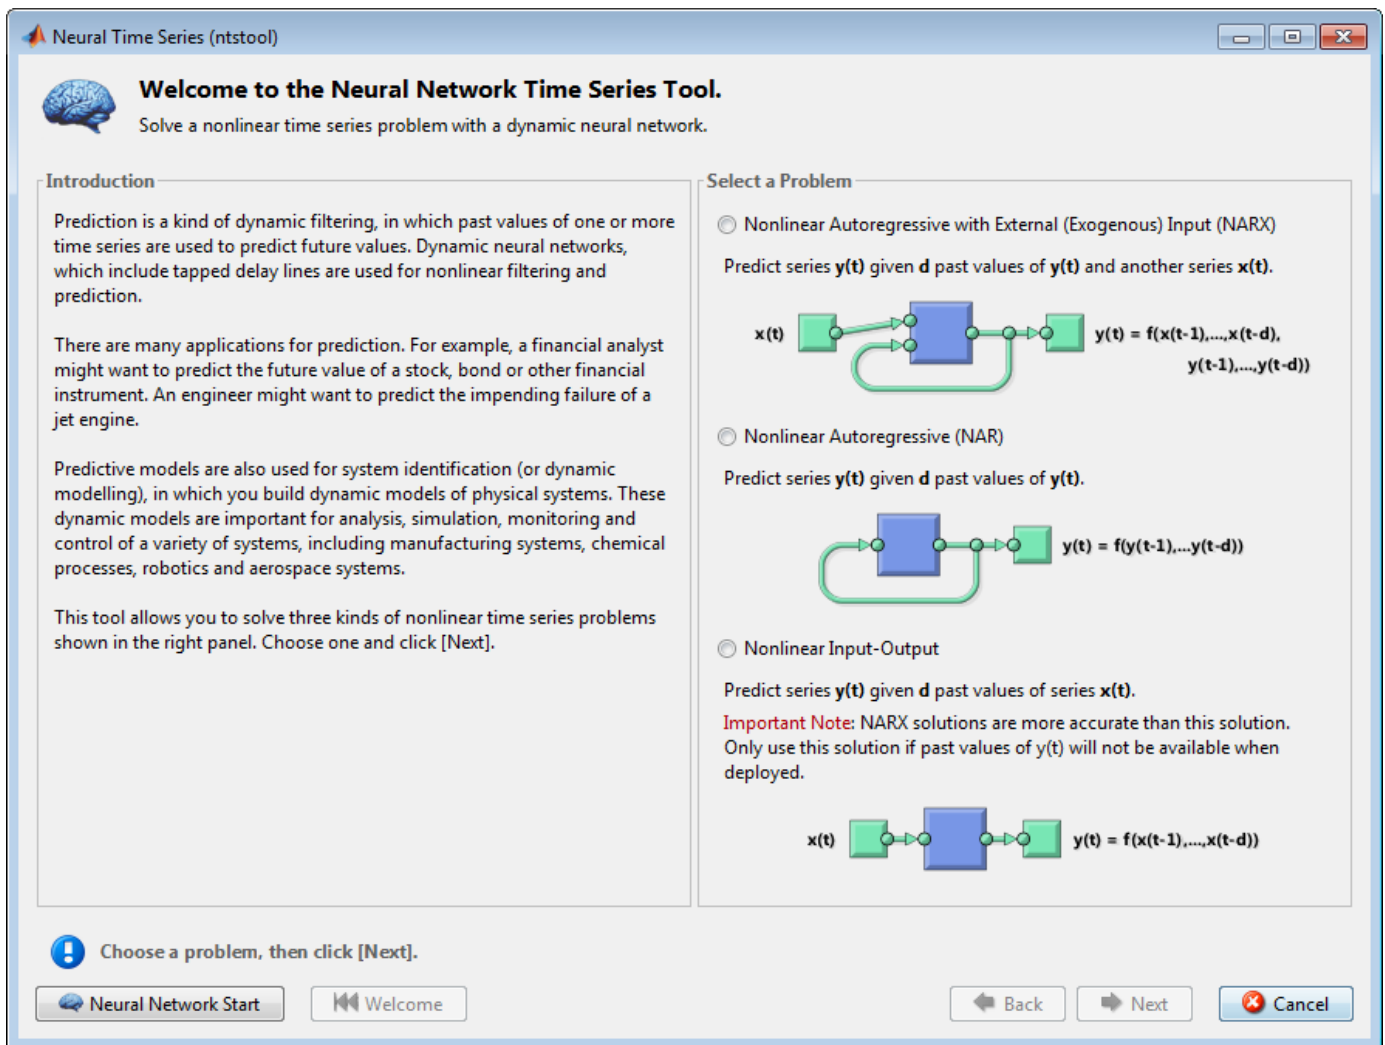 Neural Time Series (ntstool)
Welcome to the Neural Network Time Series Tool.
Solve a nonlinear time series problem with a dynamic neural network.
Introduction
Prediction is a kind of dynamic filtering, in which past values of one or more
time series are used to predict future values. Dynamic neural networks,
which include tapped delay lines are used for nonlinear filtering and
prediction.
There are many applications for prediction. For example, a financial analyst
might want to predict the future value of a stock, bond or other financial
instrument. An engineer might want to predict the impending failure of a
jet engine.
Predictive models are also used for system identification (or dynamic
modelling), in which you build dynamic models of physical systems. These
dynamic models are important for analysis, simulation, monitoring and
control of a variety of systems, including manufacturing systems, chemical
processes, robotics and aerospace systems.
This tool allows you to solve three kinds of nonlinear time series problems
shown in the right panel. Choose one and click [Next].
Select a Problem
Nonlinear Autoregressive with External (Exogenous) Input (NARX)
Predict series y(t) given d past values of y(t) and another series x(t).
x(t) y(t) = f(x(t-1),...,x(t-d),
y(t-1),...,y(t-d))
Nonlinear Autoregressive (NAR)
Predict series y(t) given d past values of y(t).
y(t) = f(y(t-1),...y(t-d))
Nonlinear Input-Output
Predict series y(t) given d past values of series x(t).
Important Note: NARX solutions are more accurate than this solution.
Only use this solution if past values of y(t) will not be available when
deployed.
x(t) y(t) = f(x(t-1),...,x(t-d))
Choose a problem, then click [Next].
Neural Network Start Welcome Back Next Cancel